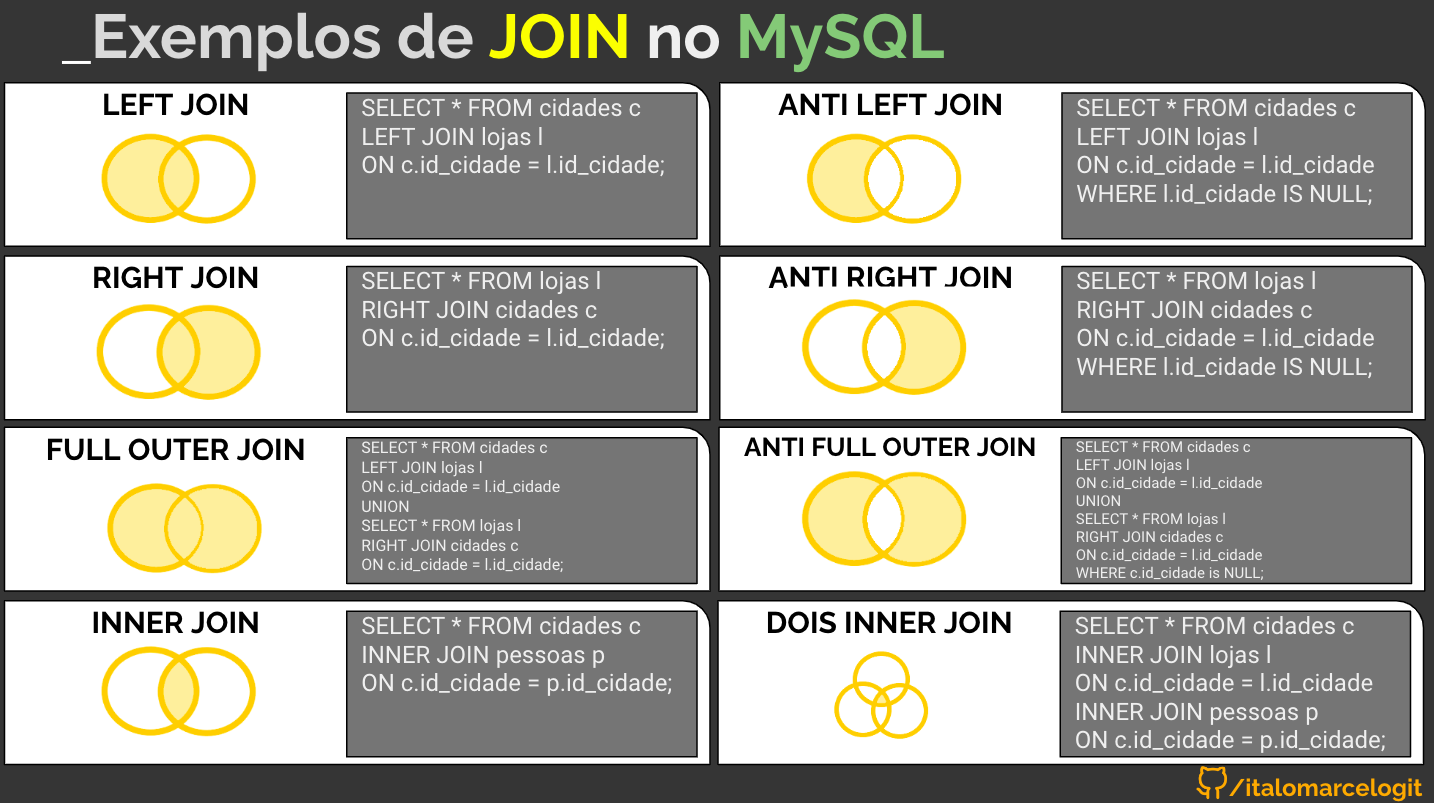 _Exemplos de JOIN no MySQL
LEFT JOIN
SELECT * FROM cidades c
LEFT JOIN lojas l
ON c.id_cidade = l.id_cidade;
ANTI LEFT JOIN
SELECT * FROM cidades c
LEFT JOIN lojas l
ON c.id_cidade = l.id_cidade
WHERE l.id_cidade IS NULL;
RIGHT JOIN
SELECT * FROM lojas l
RIGHT JOIN cidades c
ON c.id_cidade = l.id_cidade;
ANTI RIGHT JOIN
SELECT * FROM lojas l
RIGHT JOIN cidades c
ON c.id_cidade = l.id_cidade
WHERE l.id_cidade IS NULL;
FULL OUTER JOIN
SELECT * FROM cidades c
LEFT JOIN lojas l
ON c.id_cidade = l.id_cidade
UNION
SELECT * FROM lojas l
RIGHT JOIN cidades c
ON c.id_cidade = l.id_cidade;
ANTI FULL OUTER JOIN
SELECT * FROM cidades c
LEFT JOIN lojas l
ON c.id_cidade = l.id_cidade
UNION
SELECT * FROM lojas l
RIGHT JOIN cidades c
ON c.id_cidade = l.id_cidade
WHERE c.id_cidade is NULL;
INNER JOIN
SELECT * FROM cidades c
INNER JOIN pessoas p
ON c.id_cidade = p.id_cidade;
DOIS INNER JOIN
SELECT * FROM cidades c
INNER JOIN lojas l
ON c.id_cidade = l.id_cidade
INNER JOIN pessoas p
ON c.id_cidade = p.id_cidade;
/italomarcelogit